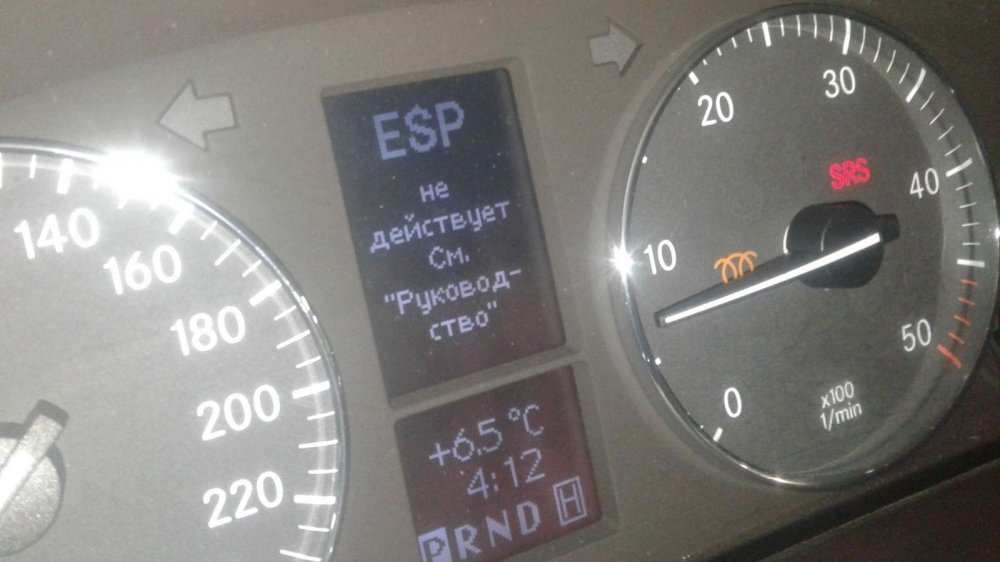 ESP
не
действует
См.
"Руковод-
ство"
+6.5°C
4:12
PRND H
140
160
180
200
220
0
10
20
30
40
50
SRS
x100
1/min